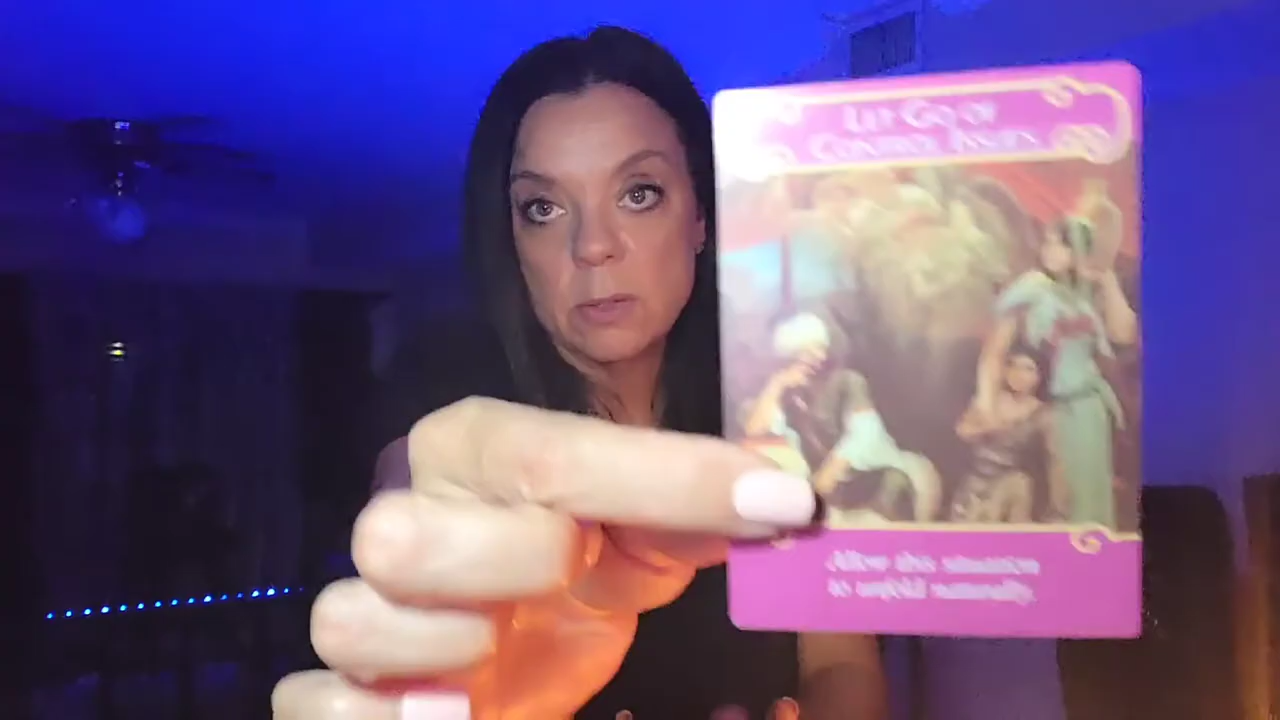 LET GO OF
CONTROL ISSUES
Allow this situation
to unfold naturally.